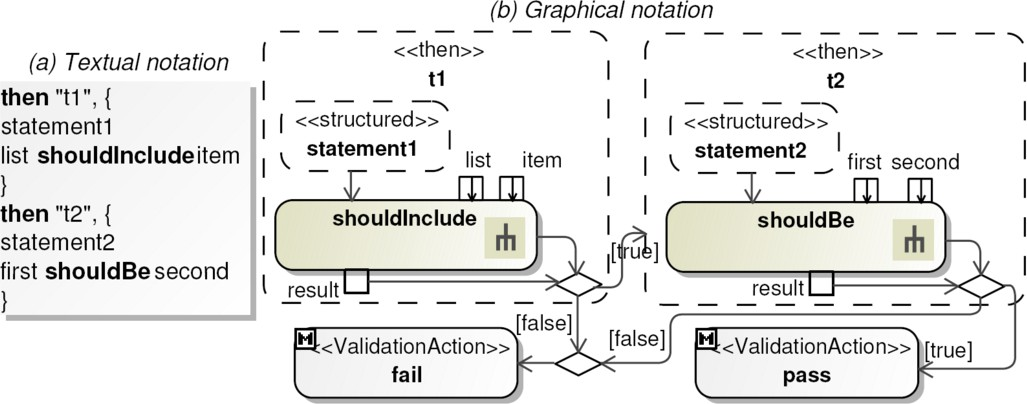 (b) Graphical notation
(a) Textual notation
then "t1", {
statement1
list shouldInclude item
}
then "t2", {
statement2
first shouldBe second
}
<<then>>
t1
<<structured>>
statement1
list item
shouldInclude
result
[true]
[false]
<<then>>
t2
<<structured>>
statement2
first second
shouldBe
result
[false]
[true]
M
<<ValidationAction>>
fail
M
<<ValidationAction>>
pass